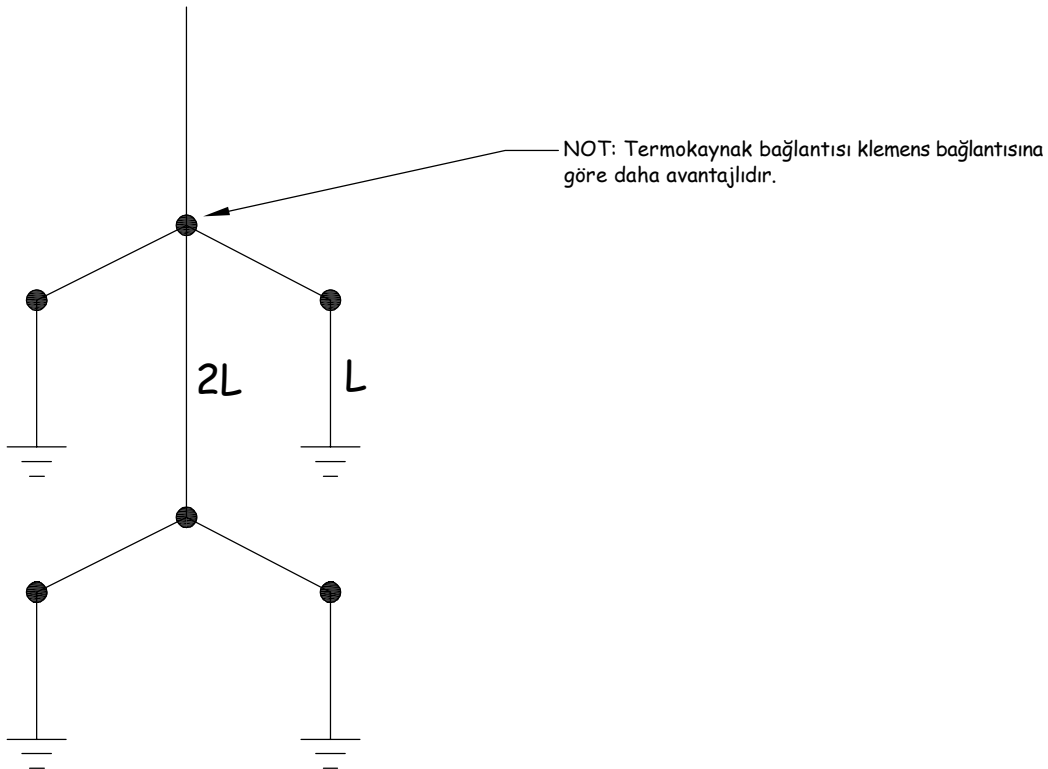 NOT: Termokaynak bağlantısı klemens bağlantısına
göre daha avantajlıdır.
2L
L